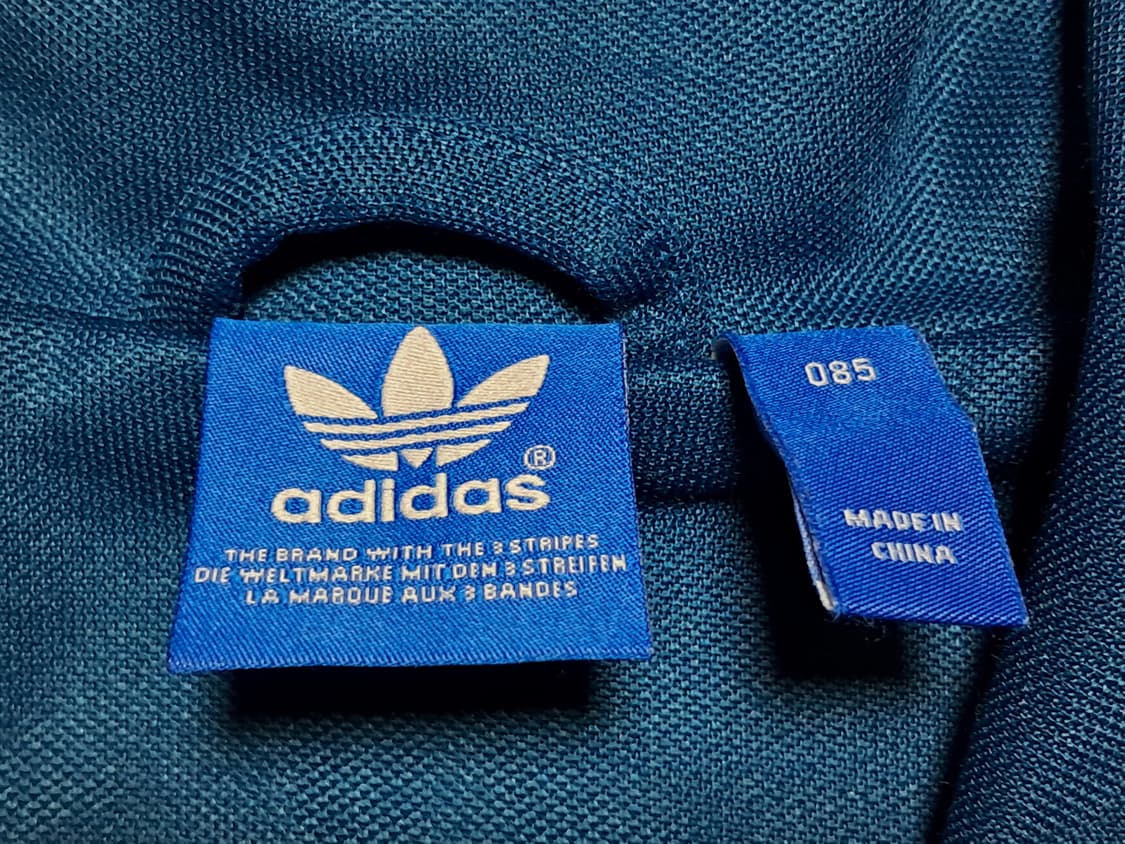 adidas®
THE BRAND WITH THE 3 STRIPES
DIE WELTMARKE MIT DEN 3 STREIFEN
LA MARQUE AUX 3 BANDES
085
MADE IN
CHINA